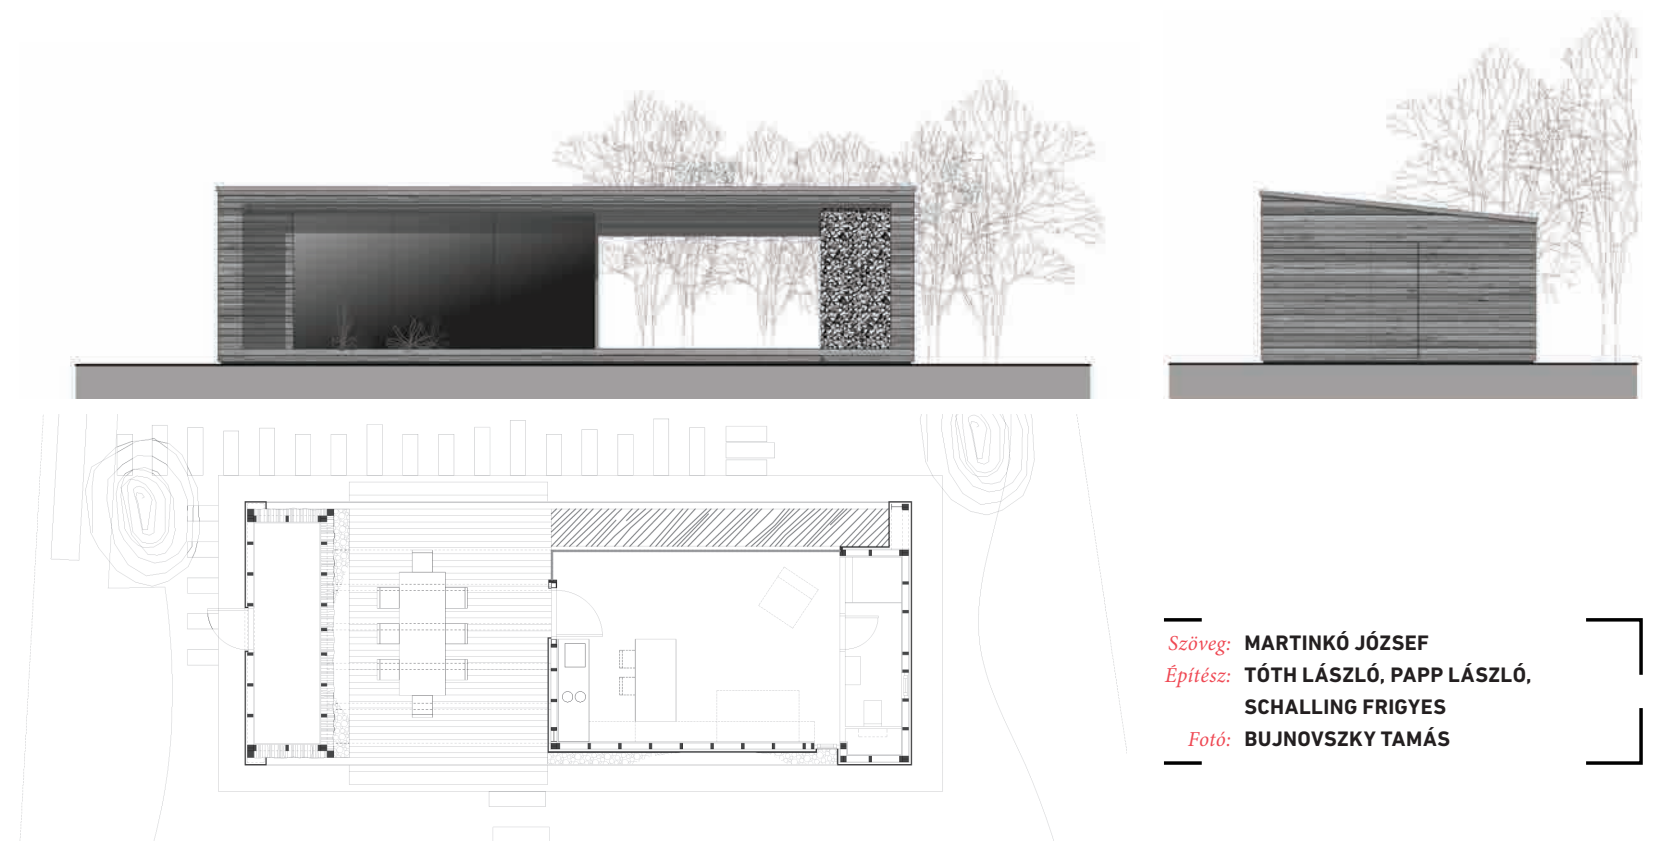 Szöveg: MARTINKÓ JÓZSEF
Építész: TÓTH LÁSZLÓ, PAPP LÁSZLÓ,
SCHALLING FRIGYES
Fotó: BUJNOVSZKY TAMÁS